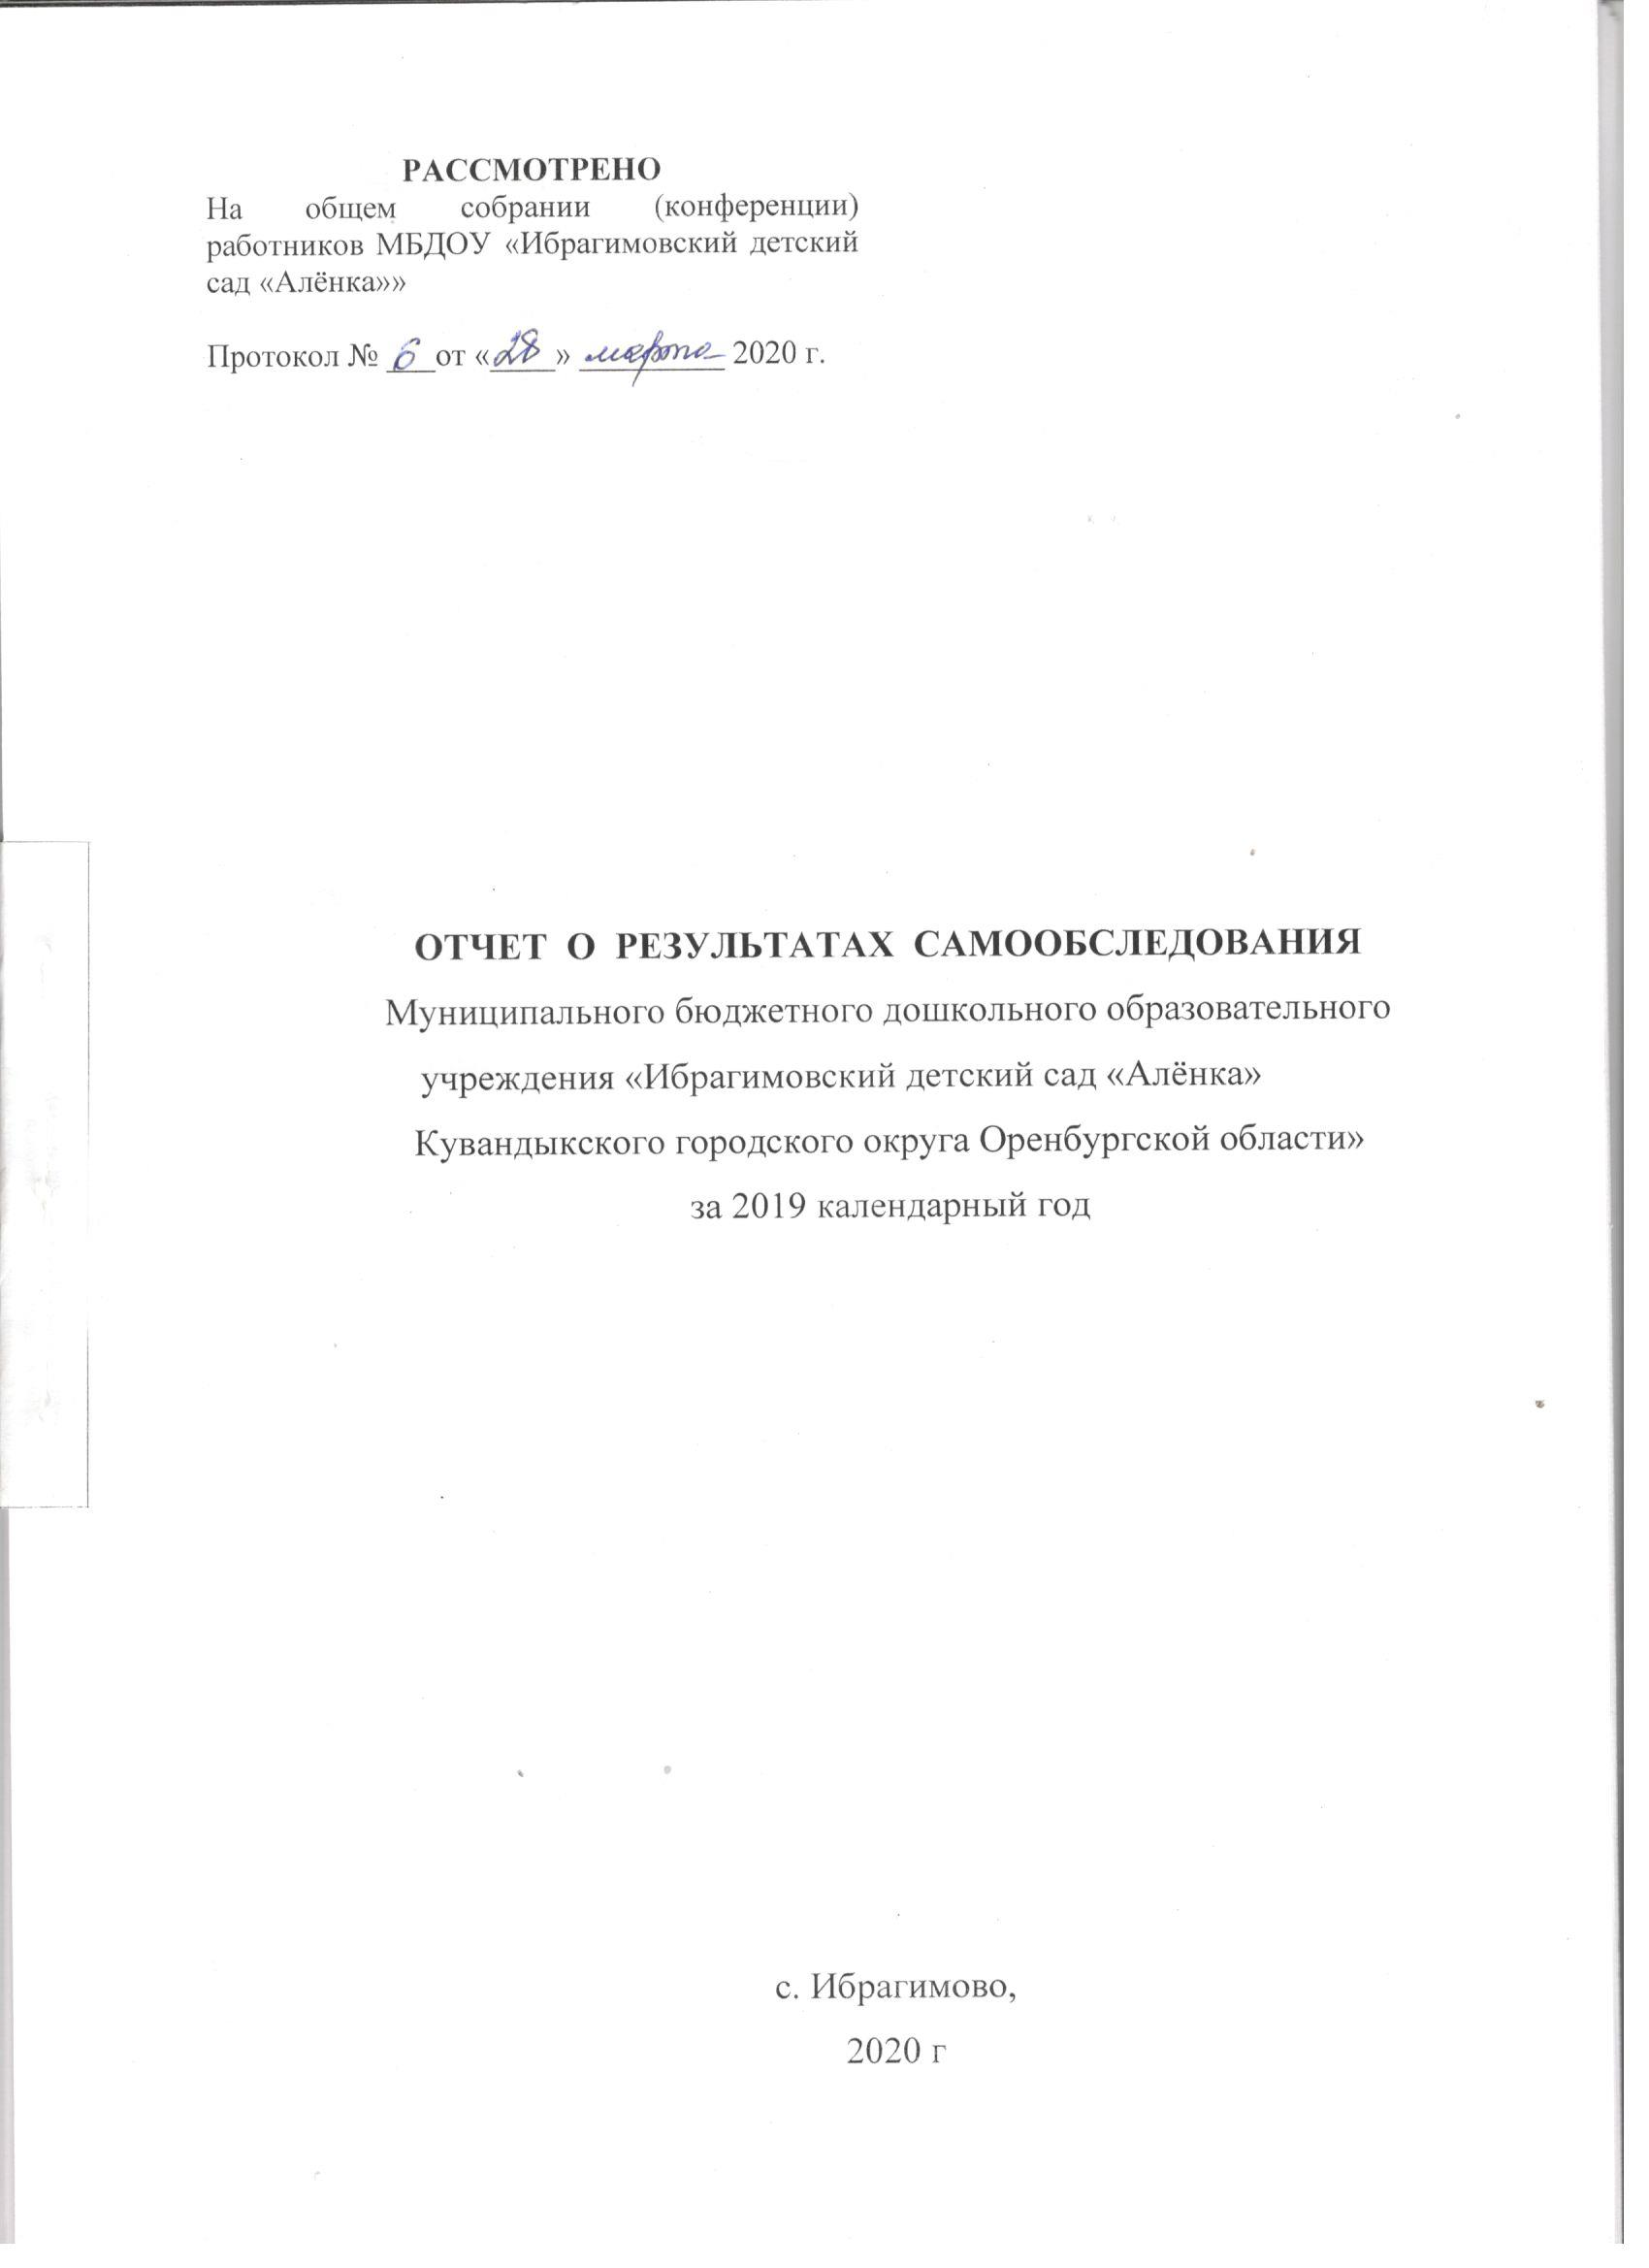 РАССМОТРЕНО
На общем собрании (конференции)
работников МБДОУ «Ибрагимовский детский
сад «Алёнка»»
Протокол № 6 от «28» марта 2020 г.
ОТЧЕТ О РЕЗУЛЬТАТАХ САМООБСЛЕДОВАНИЯ
Муниципального бюджетного дошкольного образовательного
учреждения «Ибрагимовский детский сад «Алёнка»
Кувандыкского городского округа Оренбургской области»
за 2019 календарный год
с. Ибрагимово,
2020 г